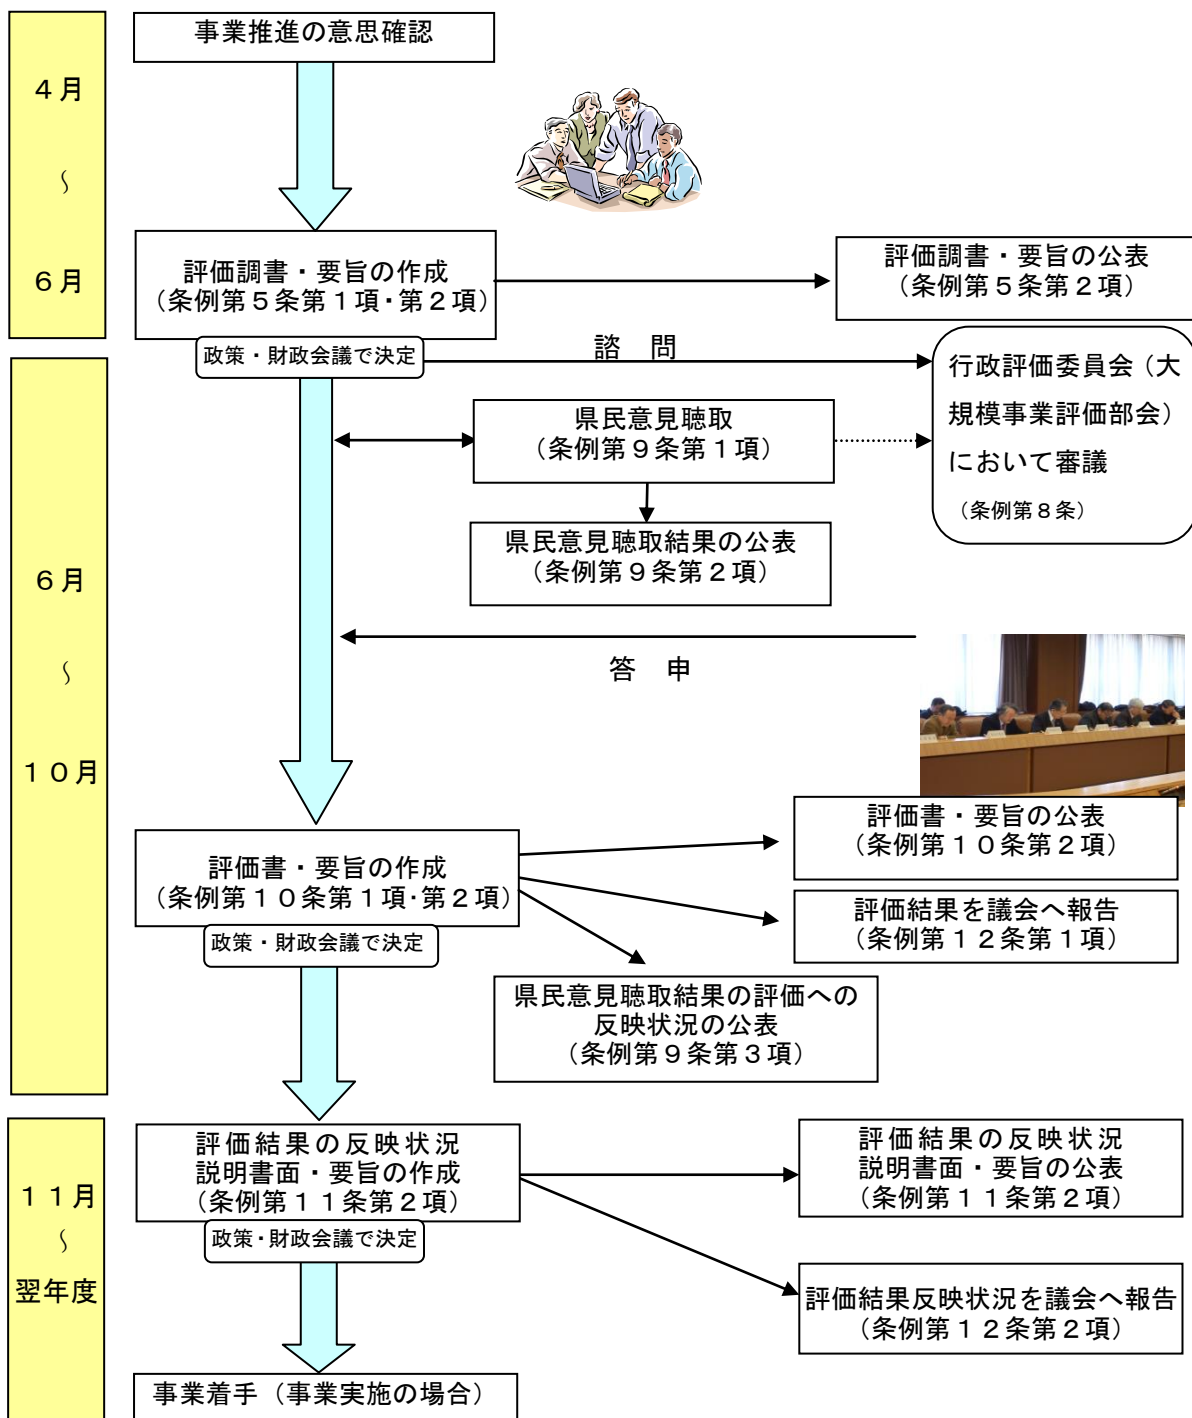 事業推進の意思確認
４月
～
６月
評価調書・要旨の作成
（条例第５条第１項・第２項）
政策・財政会議で決定
評価調書・要旨の公表
（条例第５条第２項）
諮　問
行政評価委員会（大
規模事業評価部会）
において審議
（条例第８条）
県民意見聴取
（条例第９条第１項）
県民意見聴取結果の公表
（条例第９条第２項）
６月
～
１０月
答　申
評価書・要旨の作成
（条例第１０条第１項・第２項）
政策・財政会議で決定
評価書・要旨の公表
（条例第１０条第２項）
評価結果を議会へ報告
（条例第１２条第１項）
県民意見聴取結果の評価への
反映状況の公表
（条例第９条第３項）
１１月
～
翌年度
評価結果の反映状況
説明書面・要旨の作成
（条例第１１条第２項）
政策・財政会議で決定
評価結果の反映状況
説明書面・要旨の公表
（条例第１１条第２項）
評価結果反映状況を議会へ報告
（条例第１２条第２項）
事業着手（事業実施の場合）